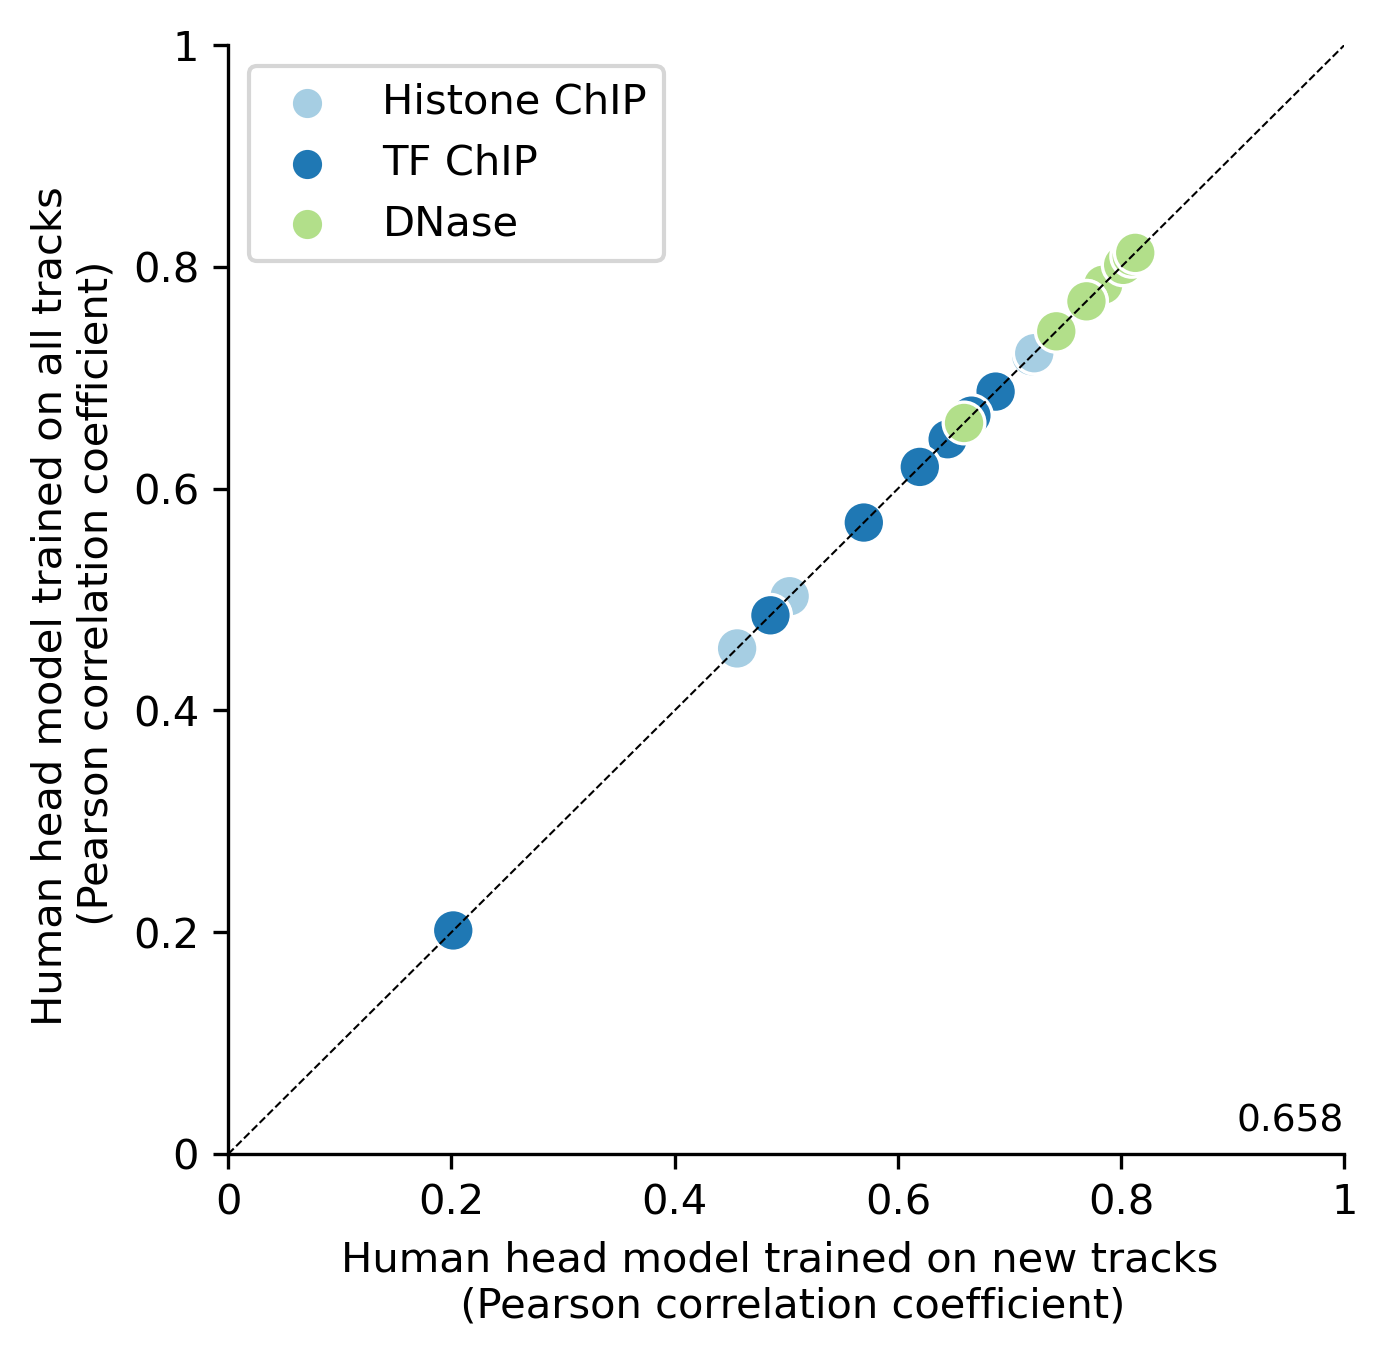 Histone ChIP
TF ChIP
DNase
Human head model trained on all tracks
(Pearson correlation coefficient)
1
0.8
0.6
0.4
0.2
0
0.658
0 0.2 0.4 0.6 0.8 1
Human head model trained on new tracks
(Pearson correlation coefficient)